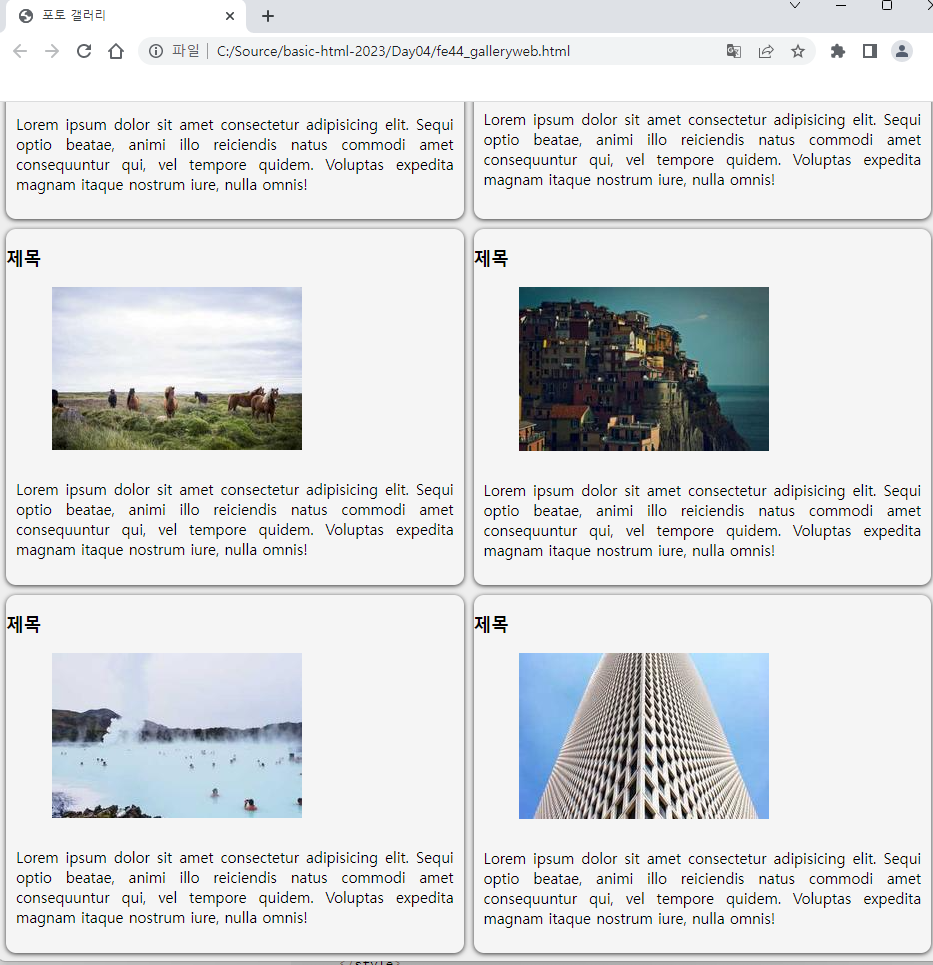 포토 갤러리
파일 C:/Source/basic-html-2023/Day04/fe44_galleryweb.html
Lorem ipsum dolor sit amet consectetur adipisicing elit. Sequi
optio beatae, animi illo reiciendis natus commodi amet
consequuntur qui, vel tempore quidem. Voluptas expedita
magnam itaque nostrum iure, nulla omnis!
Lorem ipsum dolor sit amet consectetur adipisicing elit. Sequi
optio beatae, animi illo reiciendis natus commodi amet
consequuntur qui, vel tempore quidem. Voluptas expedita
magnam itaque nostrum iure, nulla omnis!
제목
Lorem ipsum dolor sit amet consectetur adipisicing elit. Sequi
optio beatae, animi illo reiciendis natus commodi amet
consequuntur qui, vel tempore quidem. Voluptas expedita
magnam itaque nostrum iure, nulla omnis!
제목
Lorem ipsum dolor sit amet consectetur adipisicing elit. Sequi
optio beatae, animi illo reiciendis natus commodi amet
consequuntur qui, vel tempore quidem. Voluptas expedita
magnam itaque nostrum iure, nulla omnis!
제목
Lorem ipsum dolor sit amet consectetur adipisicing elit. Sequi
optio beatae, animi illo reiciendis natus commodi amet
consequuntur qui, vel tempore quidem. Voluptas expedita
magnam itaque nostrum iure, nulla omnis!
제목
Lorem ipsum dolor sit amet consectetur adipisicing elit. Sequi
optio beatae, animi illo reiciendis natus commodi amet
consequuntur qui, vel tempore quidem. Voluptas expedita
magnam itaque nostrum iure, nulla omnis!